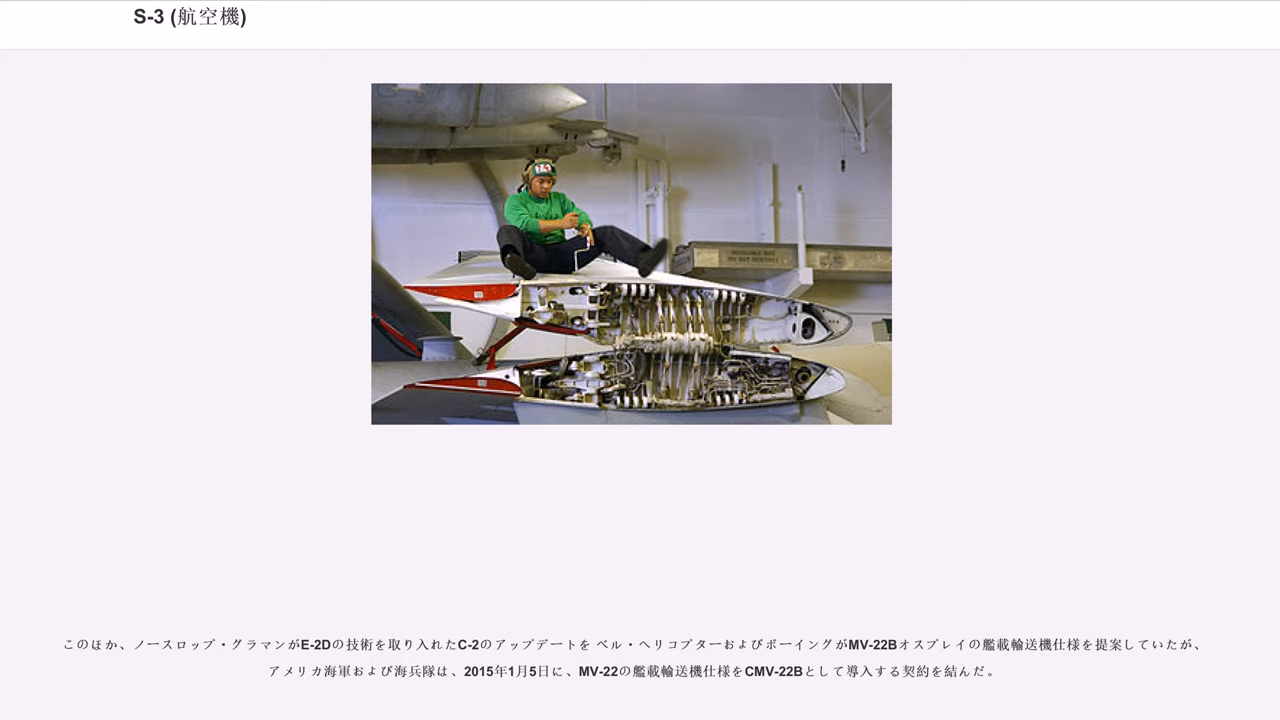 S-3 (航空機)
このほか、ノースロップ・グラマンがE-2Dの技術を取り入れたC-2のアップデートを ベル・ヘリコプターおよびボーイングがMV-22Bオスプレイの艦載輸送機仕様を提案していたが、
アメリカ海軍および海兵隊は、2015年1月5日に、MV-22の艦載輸送機仕様をCMV-22Bとして導入する契約を結んだ。